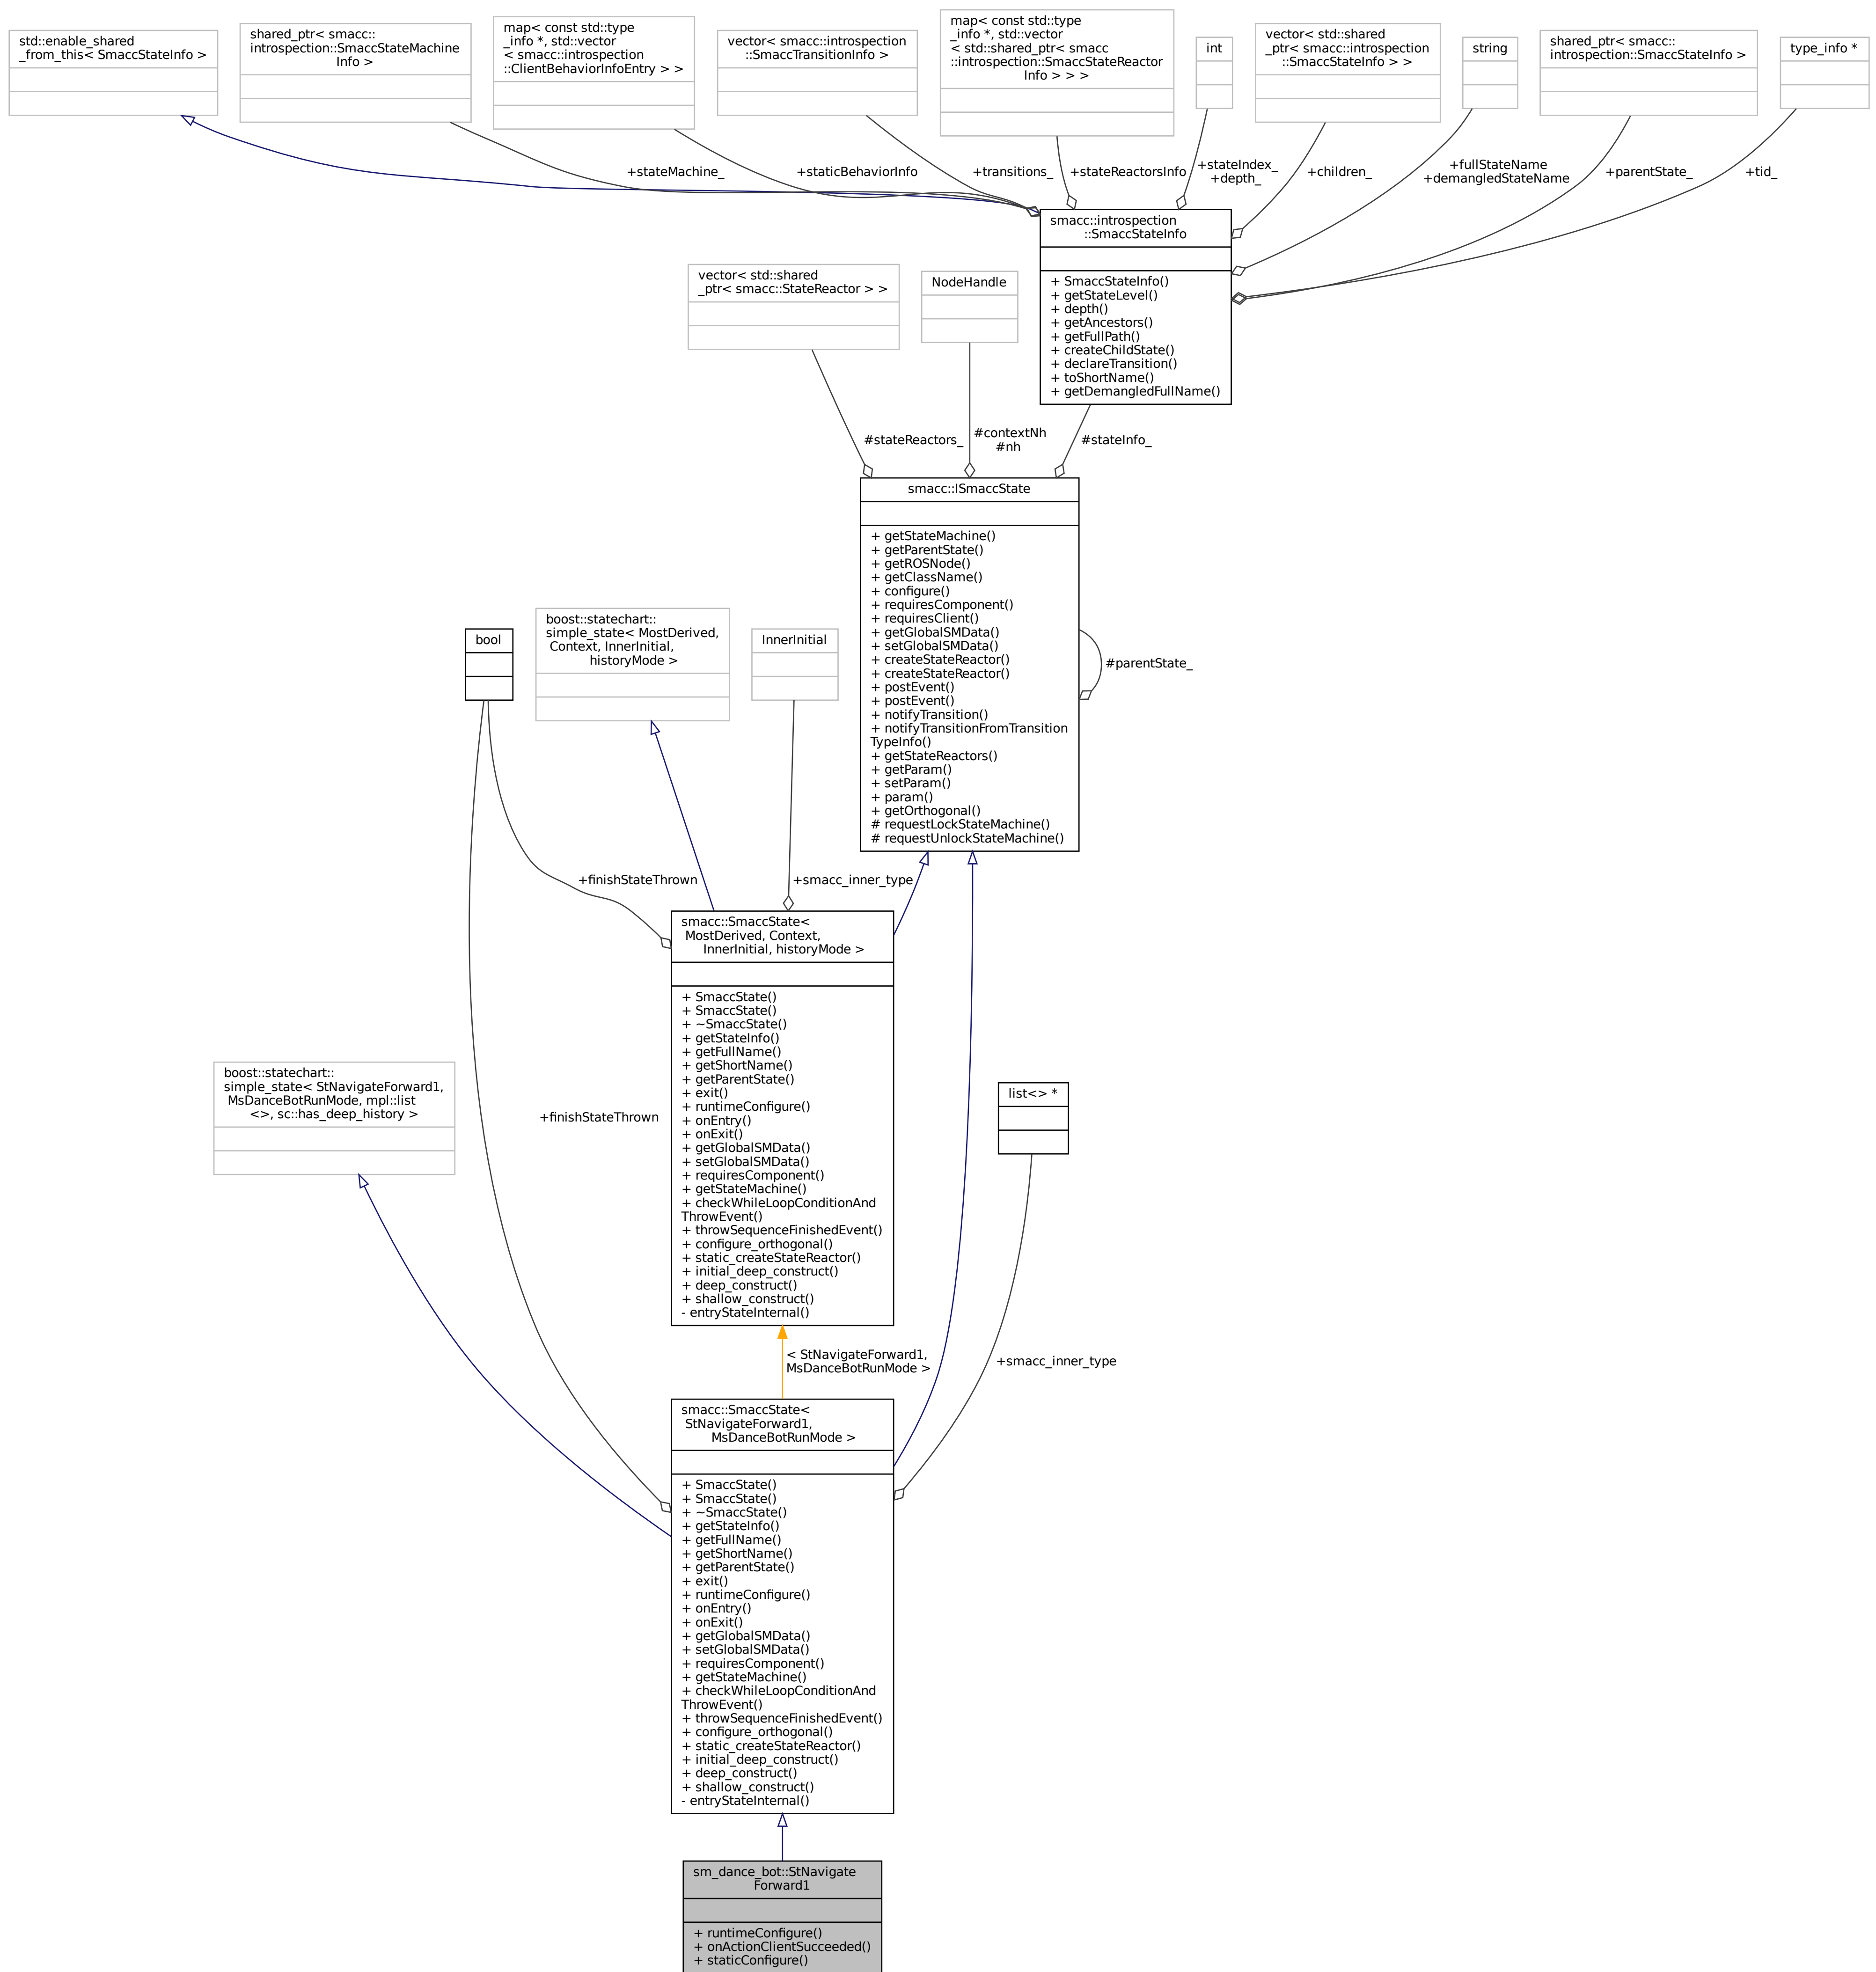 std::enable_shared
_from_this< SmaccStateInfo >
shared_ptr< smacc::
introspection::SmaccStateMachine
Info >
map< const std::type
_info *, std::vector
< smacc::introspection
::ClientBehaviorInfoEntry > >
vector< smacc::introspection
::SmaccTransitionInfo >
map< const std::type
_info *, std::vector
< std::shared_ptr< smacc
::introspection::SmaccStateReactor
Info > > >
int
vector< std::shared
_ptr< smacc::introspection
::SmaccStateInfo > >
string
shared_ptr< smacc::
introspection::SmaccStateInfo >
type_info *
+stateMachine_
+staticBehaviorInfo
+transitions_
+stateReactorsInfo
+stateIndex_
+depth_
+children_
+fullStateName
+demangledStateName
+parentState_
+tid_
smacc::introspection
::SmaccStateInfo
+ SmaccStateInfo()
+ getStateLevel()
+ depth()
+ getAncestors()
+ getFullPath()
+ createChildState()
+ declareTransition()
+ toShortName()
+ getDemangledFullName()
vector< std::shared
_ptr< smacc::StateReactor > >
NodeHandle
#stateReactors_
#contextNh
#nh
#stateInfo_
smacc::ISmaccState
+ getStateMachine()
+ getParentState()
+ getROSNode()
+ getClassName()
+ configure()
+ requiresComponent()
+ requiresClient()
+ getGlobalSMData()
+ setGlobalSMData()
+ createStateReactor()
+ createStateReactor()
+ postEvent()
+ postEvent()
+ notifyTransition()
+ notifyTransitionFromTransition
TypeInfo()
+ getStateReactors()
+ getParam()
+ setParam()
+ param()
+ getOrthogonal()
# requestLockStateMachine()
# requestUnlockStateMachine()
#parentState_
bool
boost::statechart::
simple_state< MostDerived,
Context, InnerInitial,
historyMode >
InnerInitial
+finishStateThrown
+smacc_inner_type
smacc::SmaccState<
MostDerived, Context,
InnerInitial, historyMode >
+ SmaccState()
+ SmaccState()
+ ~SmaccState()
+ getStateInfo()
+ getFullName()
+ getShortName()
+ getParentState()
+ exit()
+ runtimeConfigure()
+ onEntry()
+ onExit()
+ getGlobalSMData()
+ setGlobalSMData()
+ requiresComponent()
+ getStateMachine()
+ checkWhileLoopConditionAnd
ThrowEvent()
+ throwSequenceFinishedEvent()
+ configure_orthogonal()
+ static_createStateReactor()
+ initial_deep_construct()
+ deep_construct()
+ shallow_construct()
- entryStateInternal()
boost::statechart::
simple_state< StNavigateForward1,
MsDanceBotRunMode, mpl::list
<>, sc::has_deep_history >
+finishStateThrown
list<> *
< StNavigateForward1,
MsDanceBotRunMode >
+smacc_inner_type
smacc::SmaccState<
StNavigateForward1,
MsDanceBotRunMode >
+ SmaccState()
+ SmaccState()
+ ~SmaccState()
+ getStateInfo()
+ getFullName()
+ getShortName()
+ getParentState()
+ exit()
+ runtimeConfigure()
+ onEntry()
+ onExit()
+ getGlobalSMData()
+ setGlobalSMData()
+ requiresComponent()
+ getStateMachine()
+ checkWhileLoopConditionAnd
ThrowEvent()
+ throwSequenceFinishedEvent()
+ configure_orthogonal()
+ static_createStateReactor()
+ initial_deep_construct()
+ deep_construct()
+ shallow_construct()
- entryStateInternal()
sm_dance_bot::StNavigate
Forward1
+ runtimeConfigure()
+ onActionClientSucceeded()
+ staticConfigure()